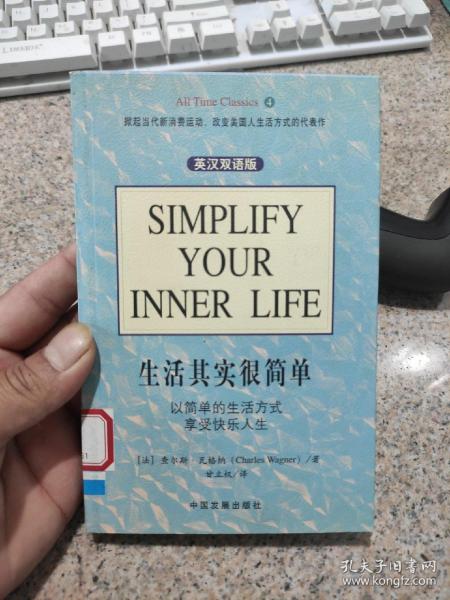 All Time Classics 4
掀起当代新消费运动、改变美国人生活方式的代表作
英汉双语版
SIMPLIFY
YOUR
INNER LIFE
生活其实很简单
以简单的生活方式
享受快乐人生
[法] 查尔斯·瓦格纳 (Charles Wagner) / 著
甘立权 / 译
中国发展出版社
孔夫子旧书网
www.kongfz.com